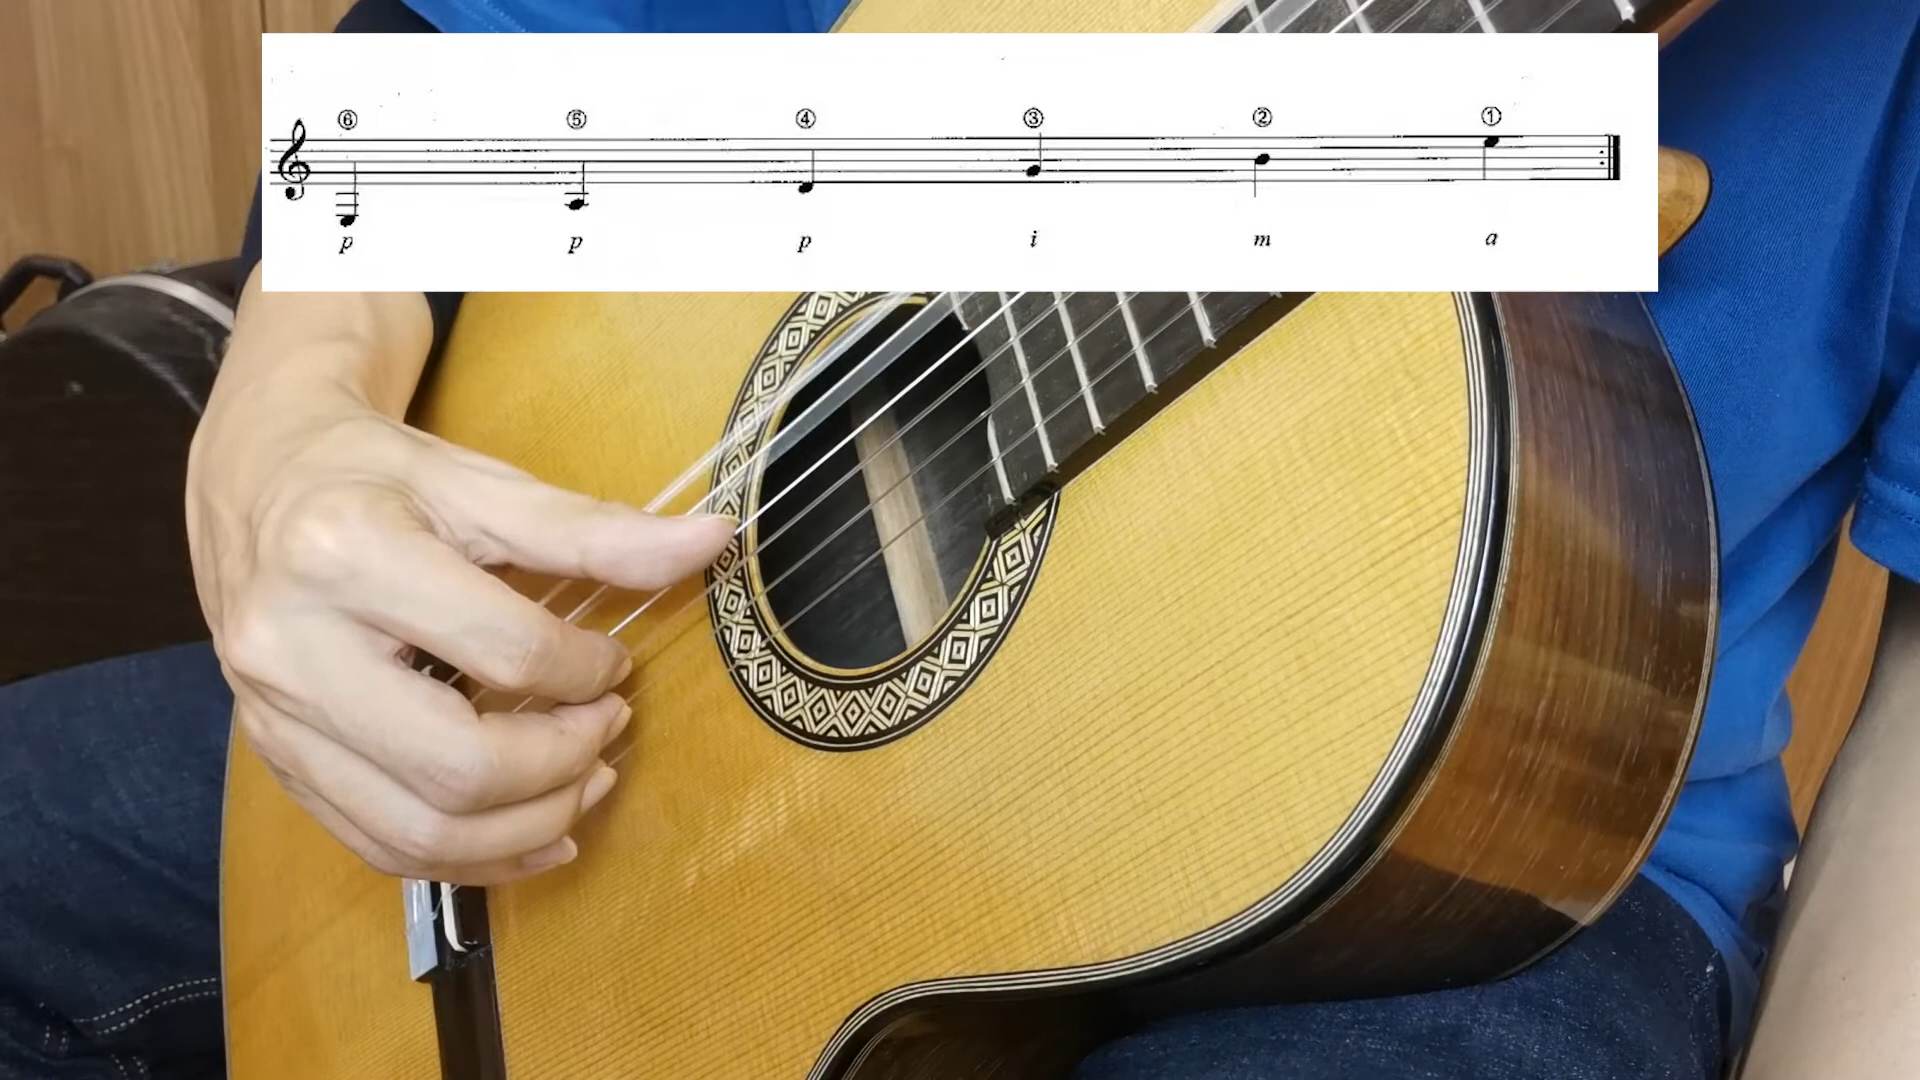 ⑥ ⑤ ④ ③ ② ①
p p p i m a